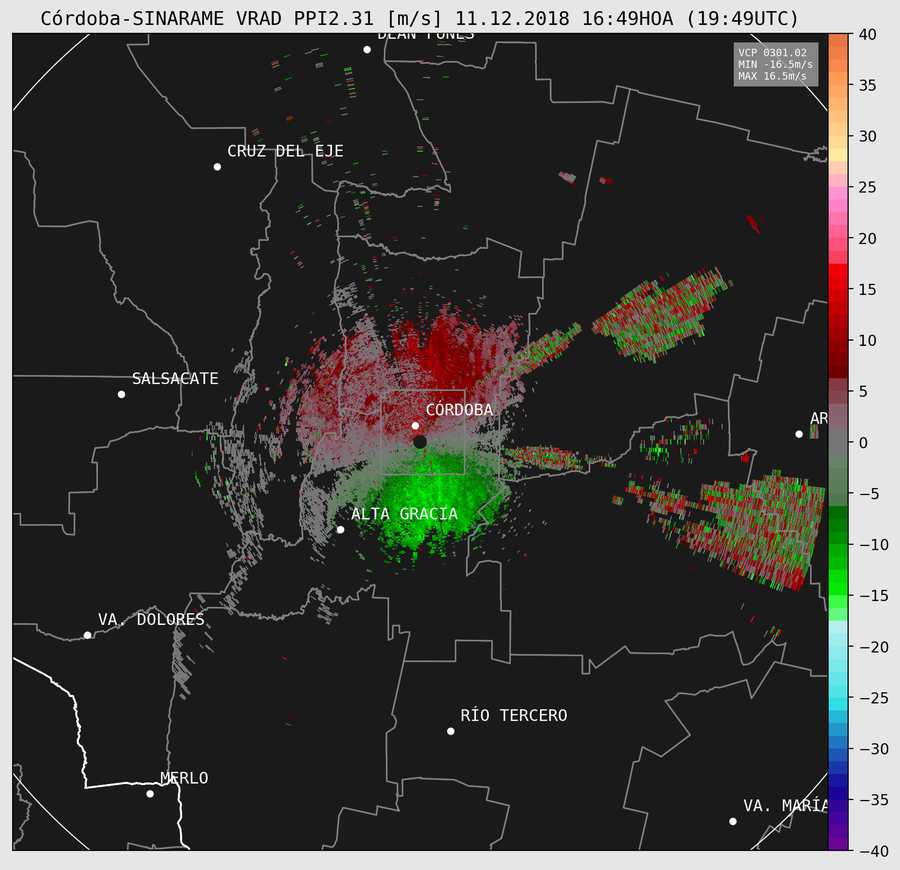 Córdoba-SINARAME VRAD PPI2.31 [m/s] 11.12.2018 16:49HOA (19:49UTC)
DEAN FUNES
VCP 0301.02
MIN -16.5m/s
MAX 16.5m/s
CRUZ DEL EJE
SALSACATE
CÓRDOBA
AR
ALTA GRACIA
VA. DOLORES
RÍO TERCERO
MERLO
VA. MARÍA
40
35
30
25
20
15
10
5
0
−5
−10
−15
−20
−25
−30
−35
−40